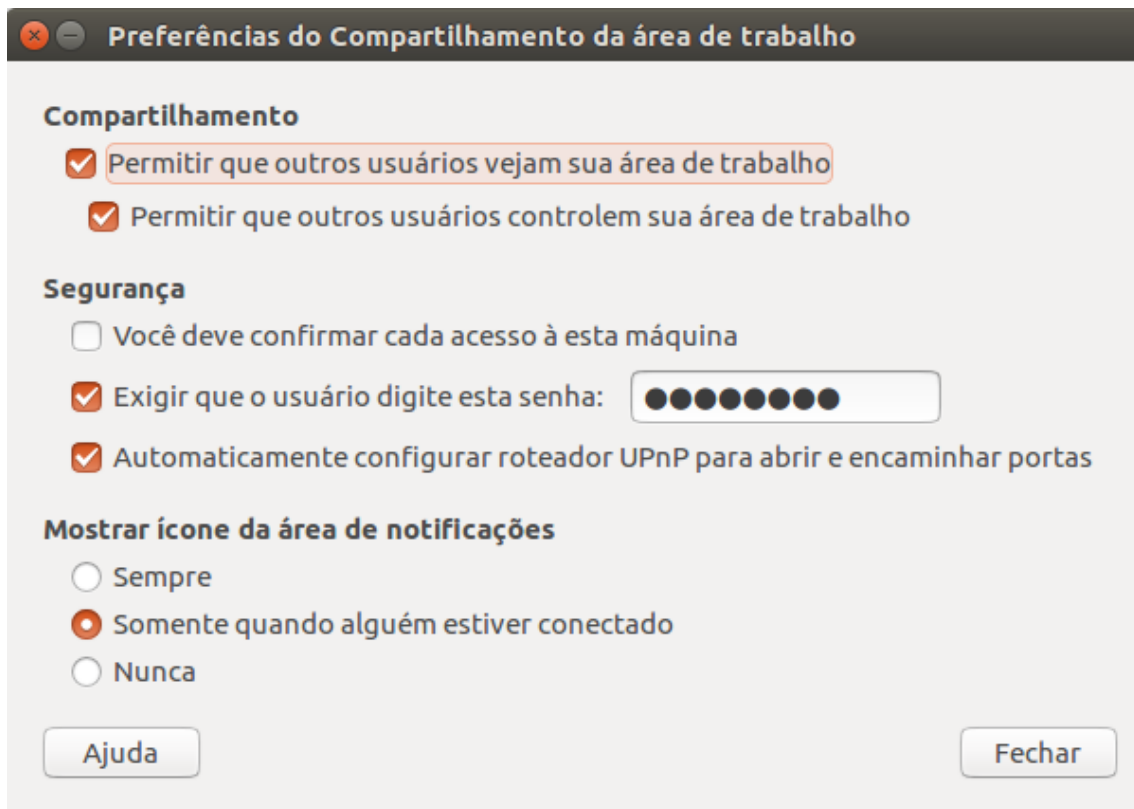 Preferências do Compartilhamento da área de trabalho
Compartilhamento
Permitir que outros usuários vejam sua área de trabalho
Permitir que outros usuários controlem sua área de trabalho
Segurança
Você deve confirmar cada acesso à esta máquina
Exigir que o usuário digite esta senha: ●●●●●●●●
Automaticamente configurar roteador UPnP para abrir e encaminhar portas
Mostrar ícone da área de notificações
Sempre
Somente quando alguém estiver conectado
Nunca
Ajuda Fechar